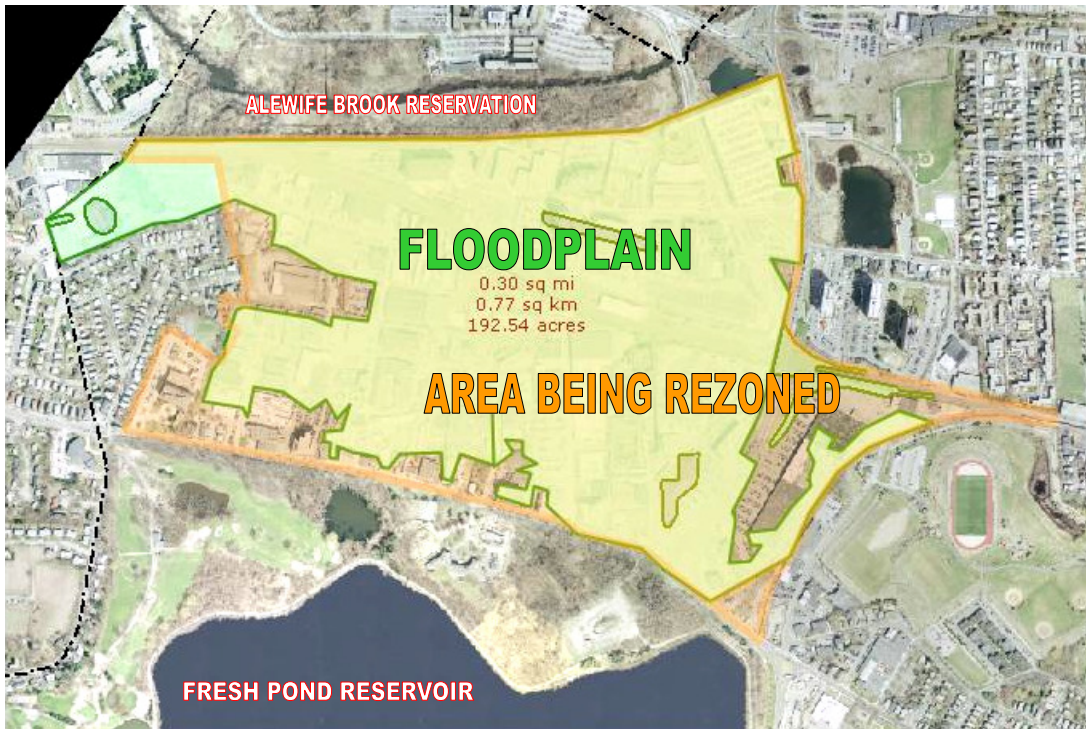 ALEWIFE BROOK RESERVATION
FLOODPLAIN
0.30 sq mi
0.77 sq km
192.54 acres
AREA BEING REZONED
FRESH POND RESERVOIR